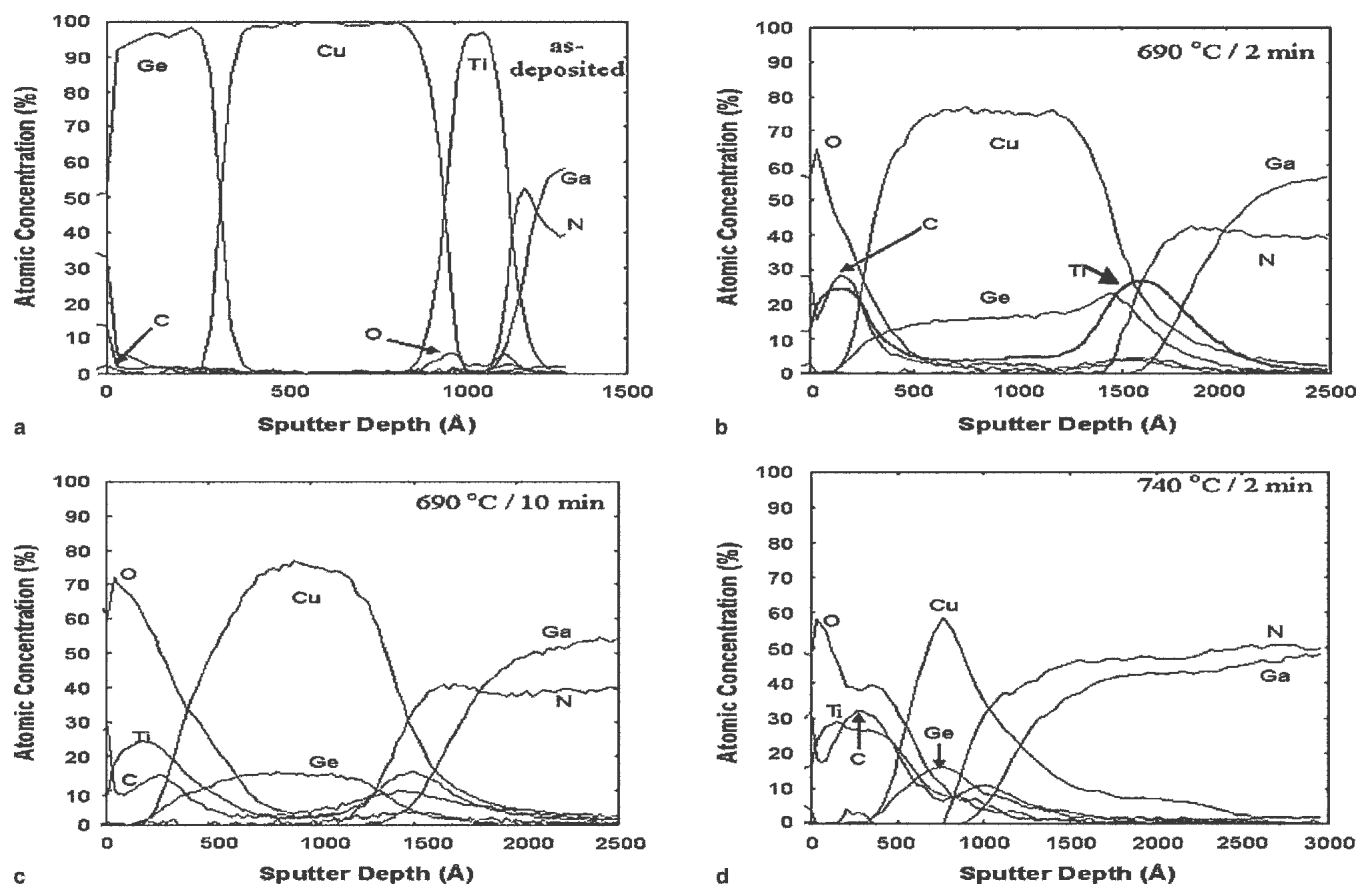 Atomic Concentration (%)
100
90
80
70
60
50
40
30
20
10
0
Ge
Cu
Ti
as-
deposited
Ga
N
C
O
0
500
1000
1500
Sputter Depth (Å)
a
Atomic Concentration (%)
100
90
80
70
60
50
40
30
20
10
0
690 °C / 2 min
O
Cu
Ga
C
Ti
N
Ge
0
500
1000
1500
2000
2500
Sputter Depth (Å)
b
Atomic Concentration (%)
100
90
80
70
60
50
40
30
20
10
0
690 °C / 10 min
O
Cu
Ga
N
Ti
Ge
C
0
500
1000
1500
2000
2500
Sputter Depth (Å)
c
Atomic Concentration (%)
100
90
80
70
60
50
40
30
20
10
0
740 °C / 2 min
O
Cu
N
Ga
Ti
Ge
C
0
500
1000
1500
2000
2500
3000
Sputter Depth (Å)
d